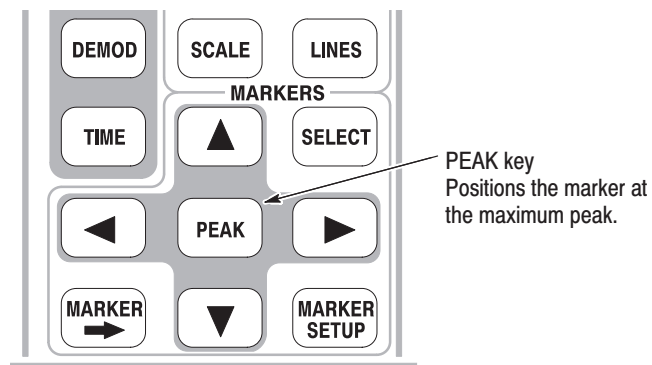 DEMOD
SCALE
LINES
MARKERS
TIME
SELECT
PEAK key
Positions the marker at
the maximum peak.
PEAK
MARKER
MARKER
SETUP